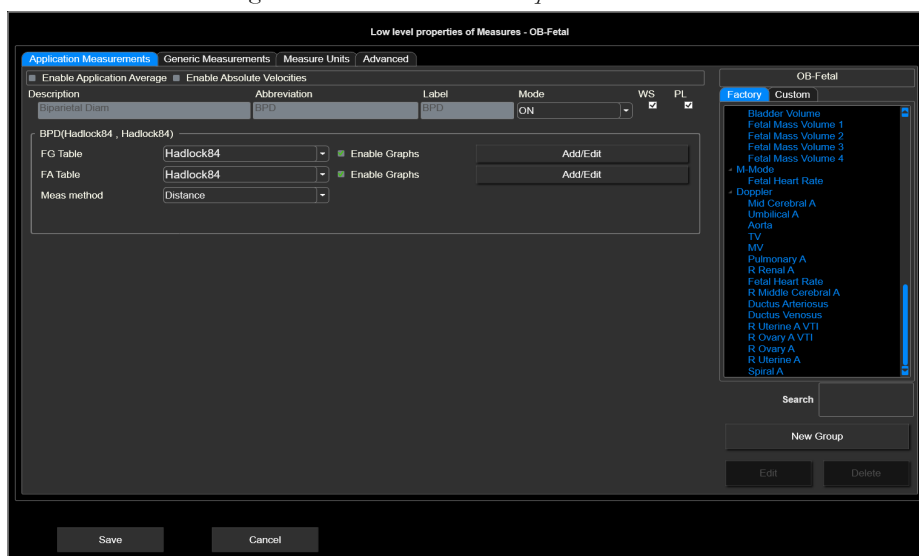 Low level properties of Measures - OB-Fetal
Application Measurements Generic Measurements Measure Units Advanced
Enable Application Average Enable Absolute Velocities
Description Abbreviation Label Mode WS PL
Biparietal Diam BPD BPD ON
BPD(Hadlock84 , Hadlock84)
FG Table Hadlock84 Enable Graphs Add/Edit
FA Table Hadlock84 Enable Graphs Add/Edit
Meas method Distance
OB-Fetal
Factory Custom
Bladder Volume
Fetal Mass Volume 1
Fetal Mass Volume 2
Fetal Mass Volume 3
Fetal Mass Volume 4
M-Mode
Fetal Heart Rate
Doppler
Mid Cerebral A
Umbilical A
Aorta
TV
MV
Pulmonary A
R Renal A
Fetal Heart Rate
R Middle Cerebral A
Ductus Arteriosus
Ductus Venosus
R Uterine A VTI
R Ovary A VTI
R Ovary A
R Uterine A
Spiral A
Search
New Group
Edit Delete
Save Cancel